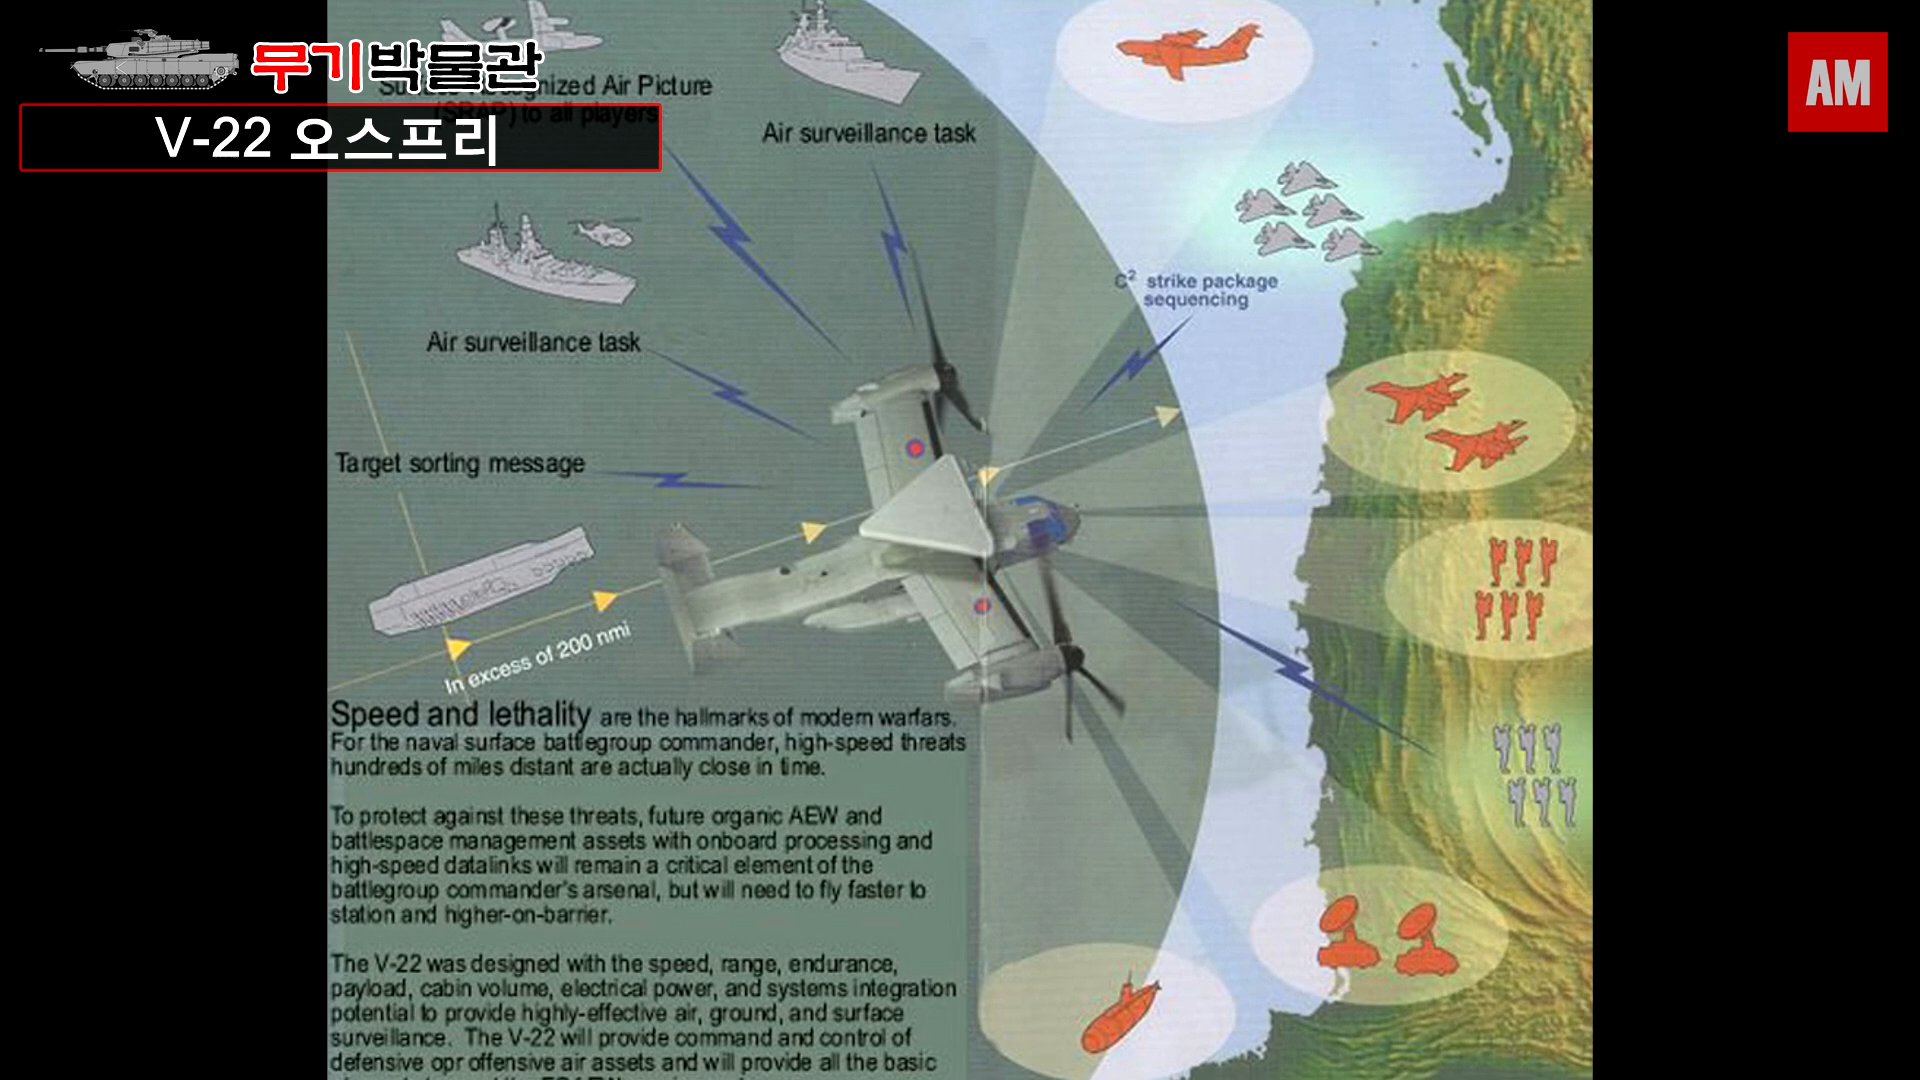 무기박물관
AM
nized Air Picture
(SRAP) to all players
V-22 오스프리
Air surveillance task
C² strike package
sequencing
Air surveillance task
Target sorting message
In excess of 200 nmi
Speed and lethality are the hallmarks of modern warfars.
For the naval surface battlegroup commander, high-speed threats
hundreds of miles distant are actually close in time.
To protect against these threats, future organic AEW and
battlespace management assets with onboard processing and
high-speed datalinks will remain a critical element of the
battlegroup commander's arsenal, but will need to fly faster to
station and higher-on-barrier.
The V-22 was designed with the speed, range, endurance,
payload, cabin volume, electrical power, and systems integration
potential to provide highly-effective air, ground, and surface
surveillance. The V-22 will provide command and control of
defensive opr offensive air assets and will provide all the basic